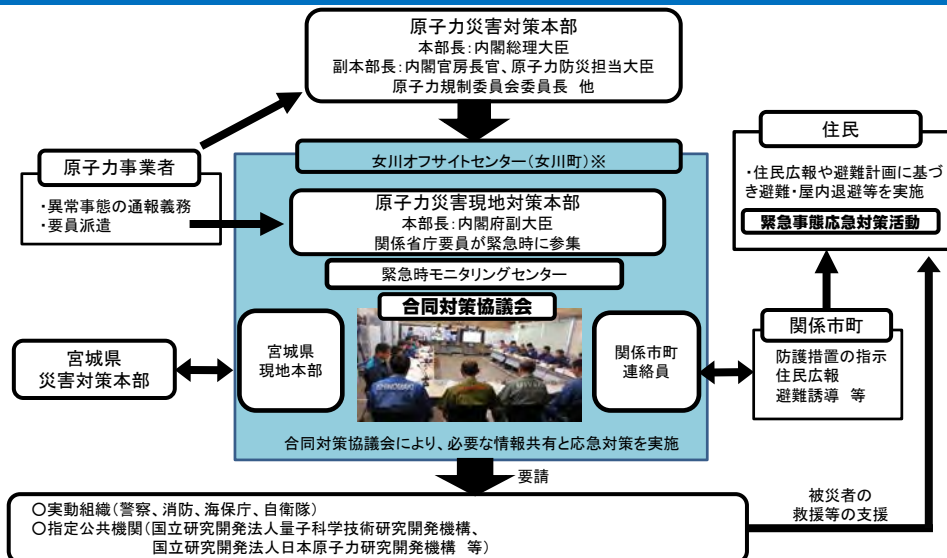 原子力災害対策本部
本部長：内閣総理大臣
副本部長：内閣官房長官、原子力防災担当大臣
原子力規制委員会委員長 他
住民
・住民広報や避難計画に基づ
き避難・屋内退避等を実施
緊急事態応急対策活動
原子力事業者
・異常事態の通報義務
・要員派遣
女川オフサイトセンター（女川町）※
原子力災害現地対策本部
本部長：内閣府副大臣
関係省庁要員が緊急時に参集
緊急時モニタリングセンター
合同対策協議会
宮城県
災害対策本部
宮城県
現地本部
関係市町
連絡員
関係市町
防護措置の指示
住民広報
避難誘導 等
合同対策協議会により、必要な情報共有と応急対策を実施
要請
被災者の
救援等の支援
○実動組織（警察、消防、海保庁、自衛隊）
○指定公共機関（国立研究開発法人量子科学技術研究開発機構、
国立研究開発法人日本原子力研究開発機構 等）